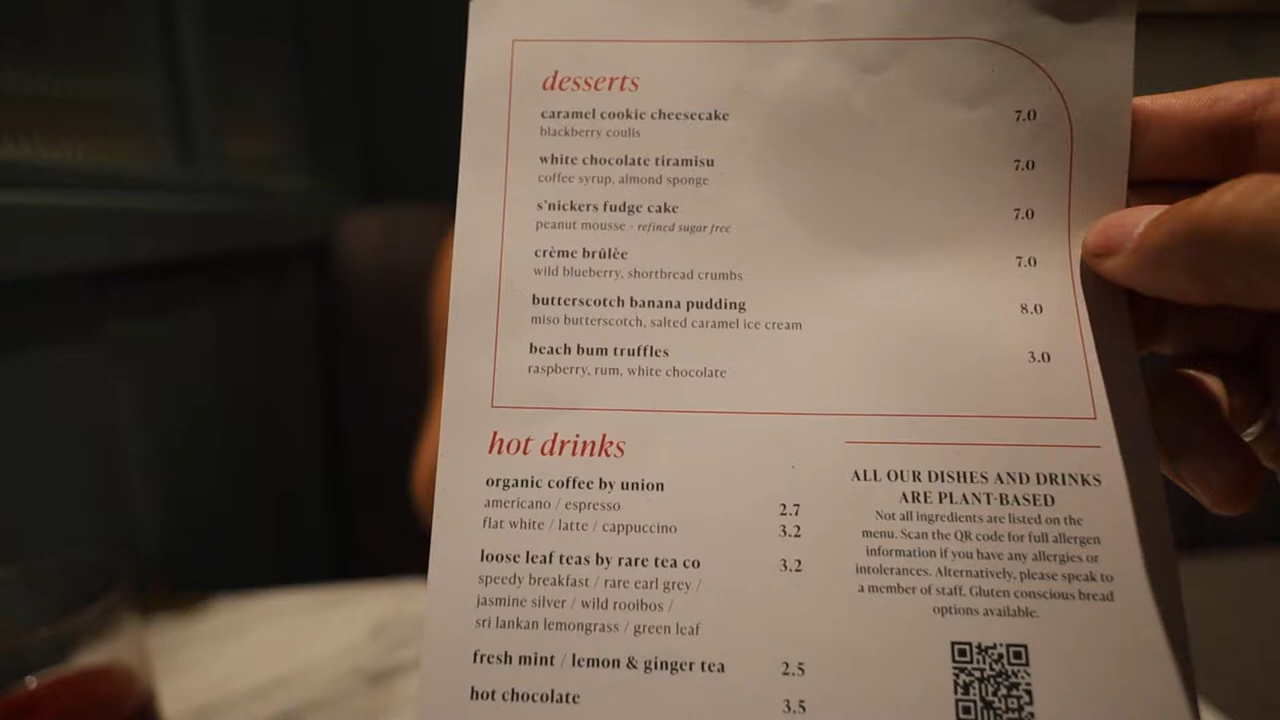 desserts
caramel cookie cheesecake 7.0
blackberry coulis
white chocolate tiramisu 7.0
coffee syrup, almond sponge
s'nickers fudge cake 7.0
peanut mousse - refined sugar free
crème brûlèe 7.0
wild blueberry, shortbread crumbs
butterscotch banana pudding 8.0
miso butterscotch, salted caramel ice cream
beach bum truffles 3.0
raspberry, rum, white chocolate
hot drinks
organic coffee by union
americano / espresso 2.7
flat white / latte / cappuccino 3.2
loose leaf teas by rare tea co 3.2
speedy breakfast / rare earl grey /
jasmine silver / wild rooibos /
sri lankan lemongrass / green leaf
fresh mint / lemon & ginger tea 2.5
hot chocolate 3.5
ALL OUR DISHES AND DRINKS
ARE PLANT-BASED
Not all ingredients are listed on the
menu. Scan the QR code for full allergen
information if you have any allergies or
intolerances. Alternatively, please speak to
a member of staff. Gluten conscious bread
options available.